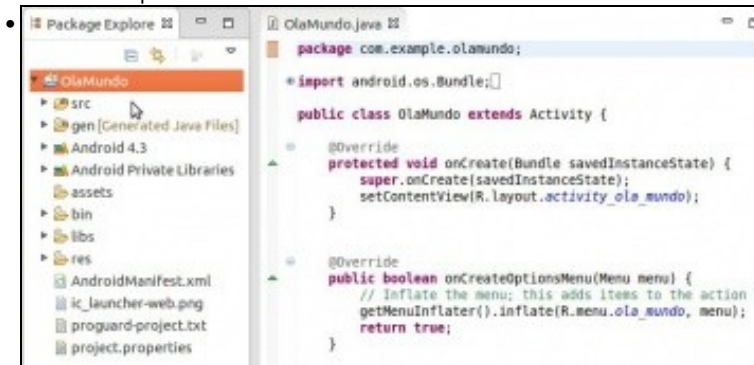 Package Explore
OlaMundo
src
gen [Generated Java Files]
Android 4.3
Android Private Libraries
assets
bin
libs
res
AndroidManifest.xml
ic_launcher-web.png
proguard-project.txt
project.properties
OlaMundo.java
package com.example.olamundo;
import android.os.Bundle;
public class OlaMundo extends Activity {
@Override
protected void onCreate(Bundle savedInstanceState) {
super.onCreate(savedInstanceState);
setContentView(R.layout.activity_ola_mundo);
}
@Override
public boolean onCreateOptionsMenu(Menu menu) {
// Inflate the menu; this adds items to the action
getMenuInflater().inflate(R.menu.ola_mundo, menu);
return true;
}